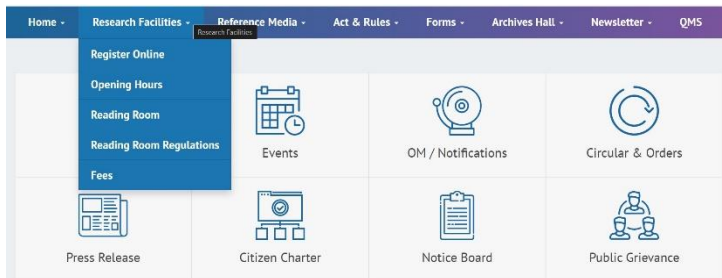 Home Research Facilities Reference Media Act & Rules Forms Archives Hall Newsletter QMS
Research Facilities
Register Online
Opening Hours
Reading Room
Reading Room Regulations
Fees
Events OM / Notifications Circular & Orders
Press Release Citizen Charter Notice Board Public Grievance